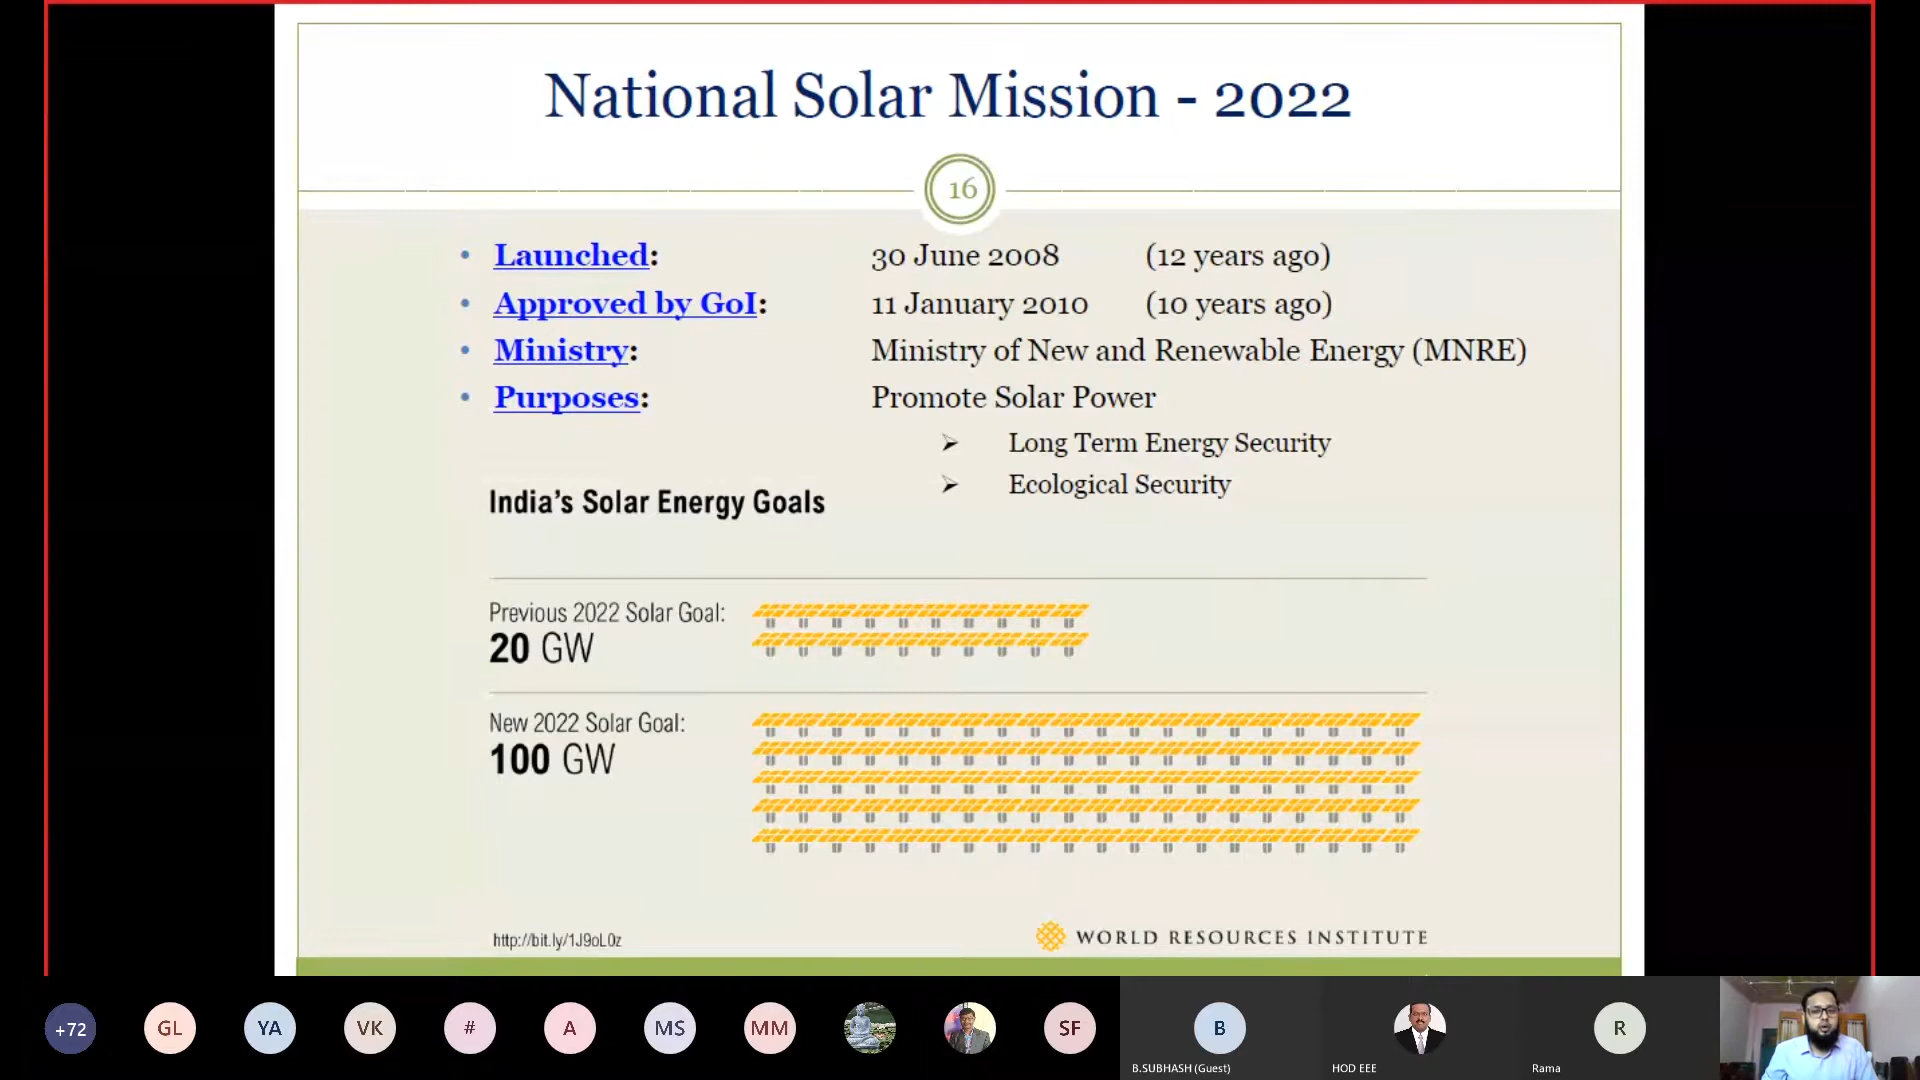 National Solar Mission - 2022
16
• Launched: 30 June 2008 (12 years ago)
• Approved by GoI: 11 January 2010 (10 years ago)
• Ministry: Ministry of New and Renewable Energy (MNRE)
• Purposes: Promote Solar Power
➢ Long Term Energy Security
➢ Ecological Security
India's Solar Energy Goals
Previous 2022 Solar Goal:
20 GW
New 2022 Solar Goal:
100 GW
http://bit.ly/1J9oL0z
WORLD RESOURCES INSTITUTE
+72 GL YA VK # A MS MM SF B R
B.SUBHASH (Guest) HOD EEE Rama